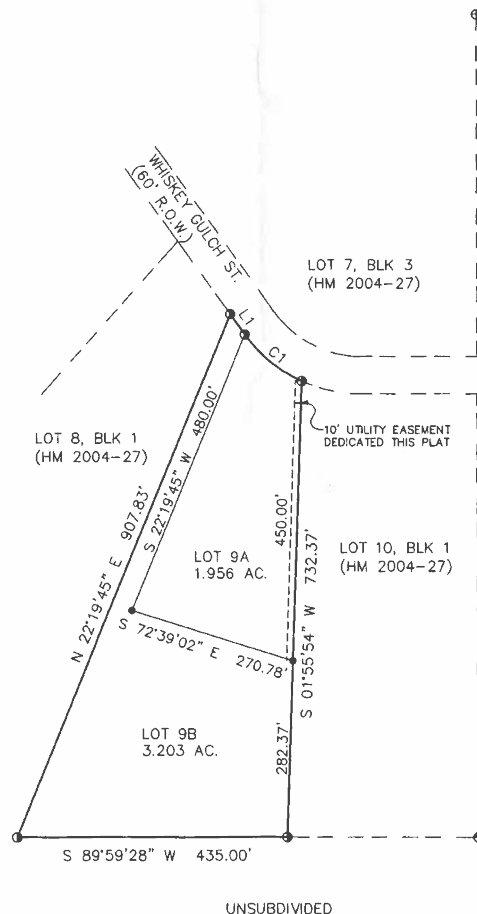 WHISKEY GULCH ST.
(60' R.O.W.)
LOT 7, BLK 3
(HM 2004-27)
L1
C1
10' UTILITY EASEMENT
DEDICATED THIS PLAT
LOT 8, BLK 1
(HM 2004-27)
N 22°19'45" E 907.83'
S 22°19'45" W 480.00'
450.00'
S 01°55'54" W 732.37'
LOT 10, BLK 1
(HM 2004-27)
LOT 9A
1.956 AC.
S 72°39'02" E 270.78'
LOT 9B
3.203 AC.
282.37'
S 89°59'28" W 435.00'
UNSUBDIVIDED